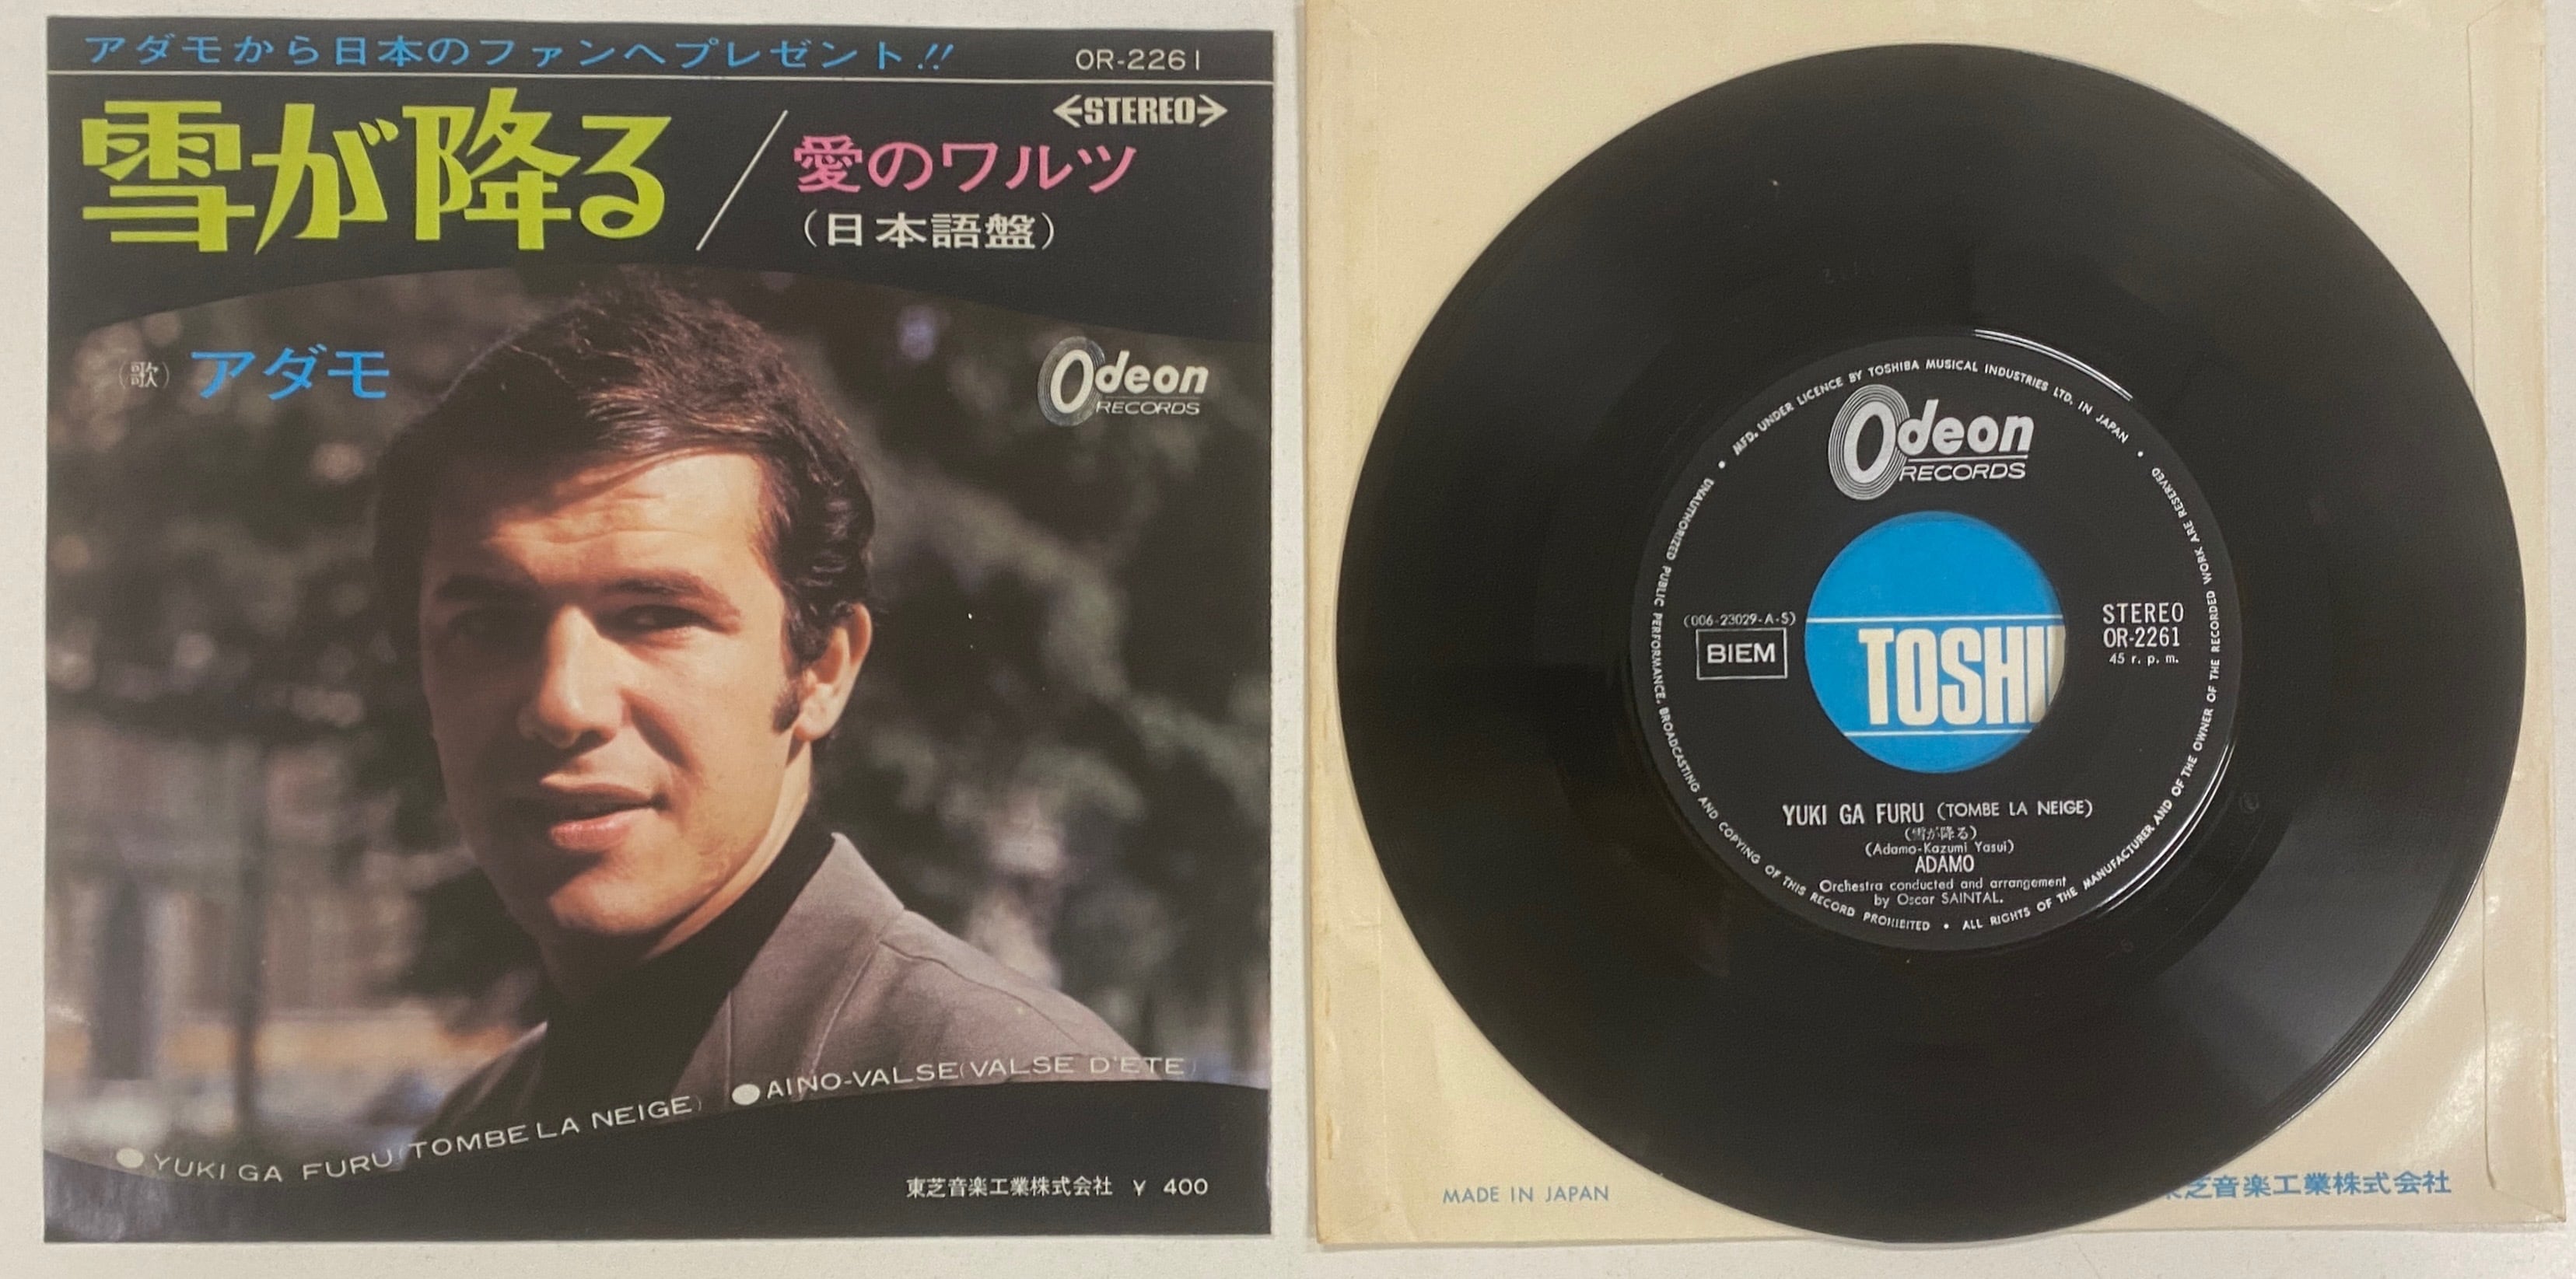 アダモから日本のファンへプレゼント!!
OR-2261
←STEREO→
雪が降る/愛のワルツ
(日本語盤)
(歌) アダモ
Odeon
RECORDS
●YUKI GA FURU(TOMBE LA NEIGE) ●AINO-VALSE(VALSE D'ETE)
東芝音楽工業株式会社 ¥ 400
• MFD. UNDER LICENCE BY TOSHIBA MUSICAL INDUSTRIES LTD. IN JAPAN •
UNAUTHORIZED PUBLIC PERFORMANCE, BROADCASTING AND COPYING OF THIS RECORD PROHIBITED • ALL RIGHTS OF THE MANUFACTURER AND OF THE OWNER OF THE RECORDED WORK ARE RESERVED
Odeon
RECORDS
(006-23029-A-S)
BIEM
TOSHI
STEREO
OR-2261
45 r. p. m.
YUKI GA FURU (TOMBE LA NEIGE)
(雪が降る)
(Adamo-Kazumi Yasui)
ADAMO
Orchestra conducted and arrangement
by Oscar SAINTAL.
MADE IN JAPAN
芝音楽工業株式会社